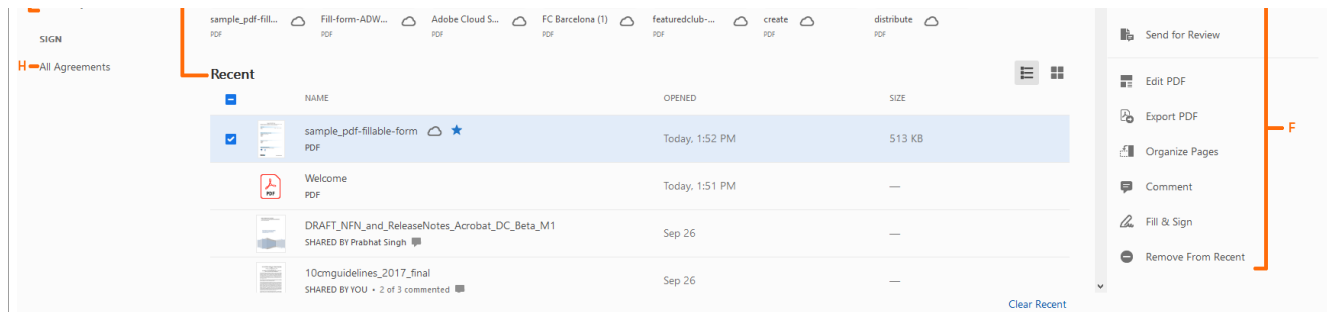 sample_pdf-fill... Fill-form-ADW... Adobe Cloud S... FC Barcelona (1) featuredclub-... create distribute
PDF PDF PDF PDF PDF PDF PDF
SIGN
H All Agreements
Recent
NAME OPENED SIZE
sample_pdf-fillable-form Today, 1:52 PM 513 KB
PDF
Welcome Today, 1:51 PM —
PDF
DRAFT_NFN_and_ReleaseNotes_Acrobat_DC_Beta_M1 Sep 26 —
SHARED BY Prabhat Singh
10cmguidelines_2017_final Sep 26 —
SHARED BY YOU • 2 of 3 commented
Clear Recent
Send for Review
Edit PDF
Export PDF
F
Organize Pages
Comment
Fill & Sign
Remove From Recent